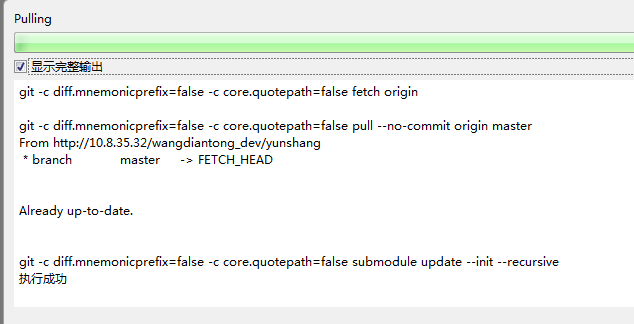 Pulling
显示完整输出
git -c diff.mnemonicprefix=false -c core.quotepath=false fetch origin
git -c diff.mnemonicprefix=false -c core.quotepath=false pull --no-commit origin master
From http://10.8.35.32/wangdiantong_dev/yunshang
* branch master -> FETCH_HEAD
Already up-to-date.
git -c diff.mnemonicprefix=false -c core.quotepath=false submodule update --init --recursive
执行成功